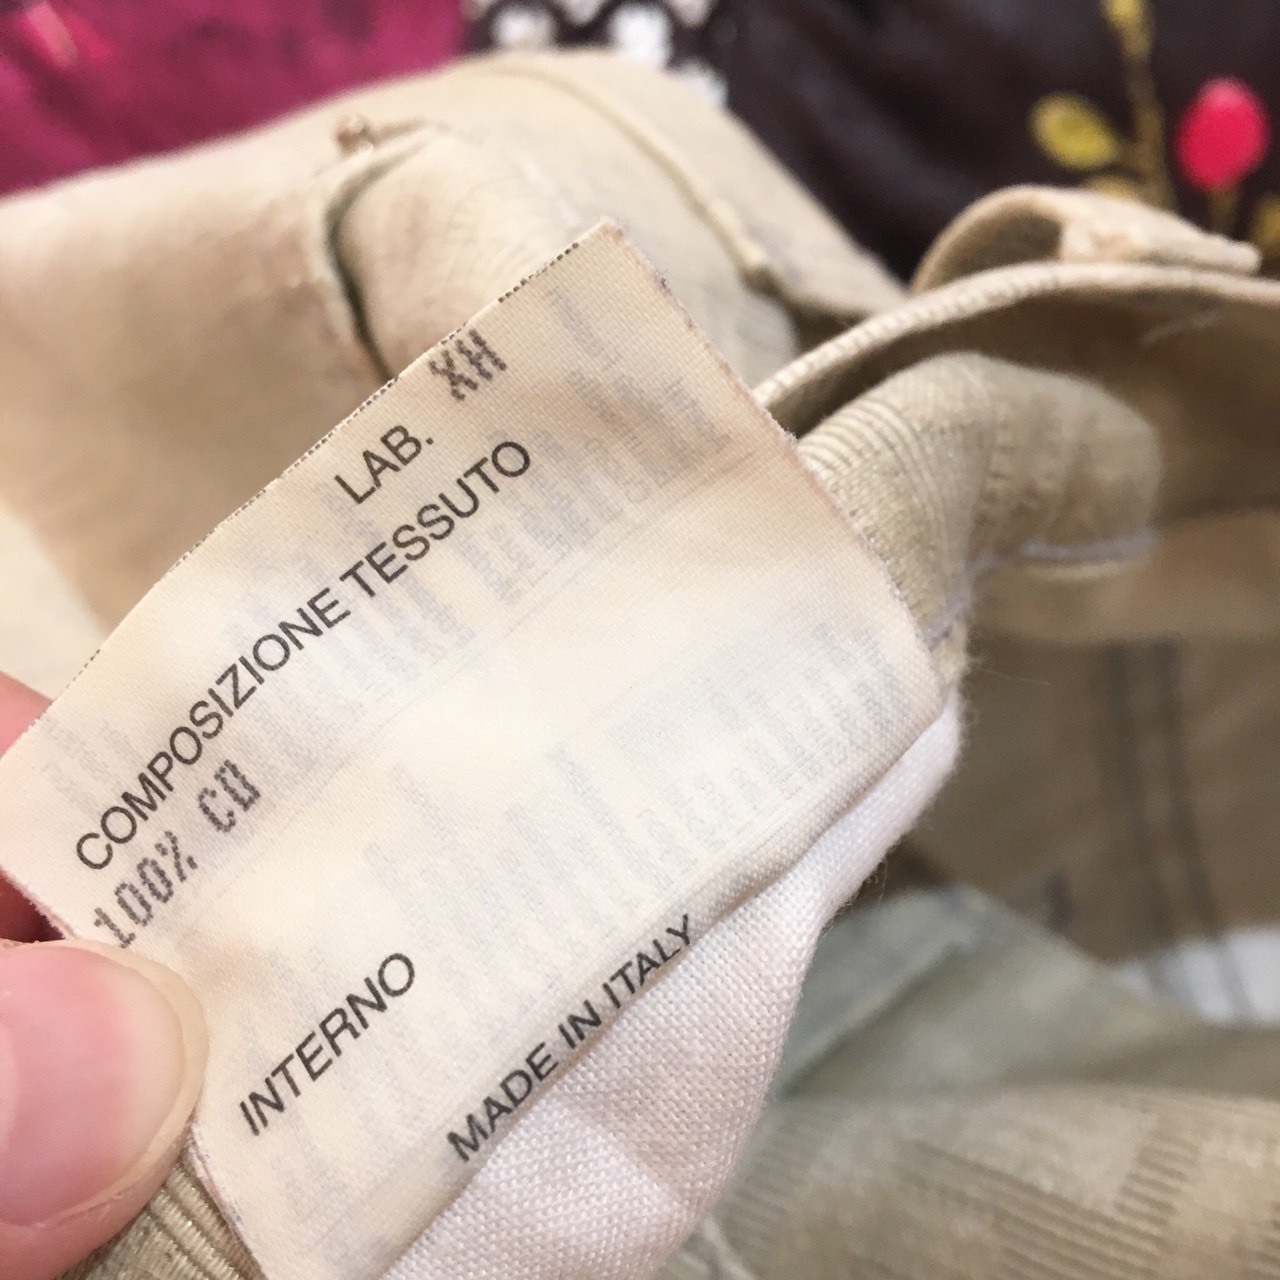 LAB. XH
COMPOSIZIONE TESSUTO
100% CO
INTERNO
MADE IN ITALY